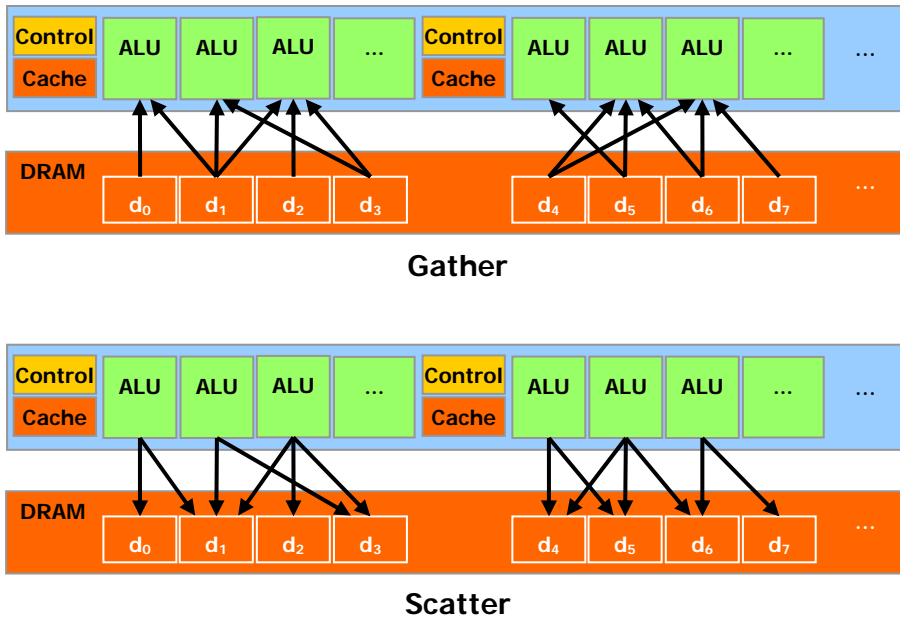 Control ALU ALU ALU ... Control ALU ALU ALU ... ...
Cache Cache
DRAM ...
d₀ d₁ d₂ d₃ d₄ d₅ d₆ d₇
Gather
Control ALU ALU ALU ... Control ALU ALU ALU ... ...
Cache Cache
DRAM ...
d₀ d₁ d₂ d₃ d₄ d₅ d₆ d₇
Scatter